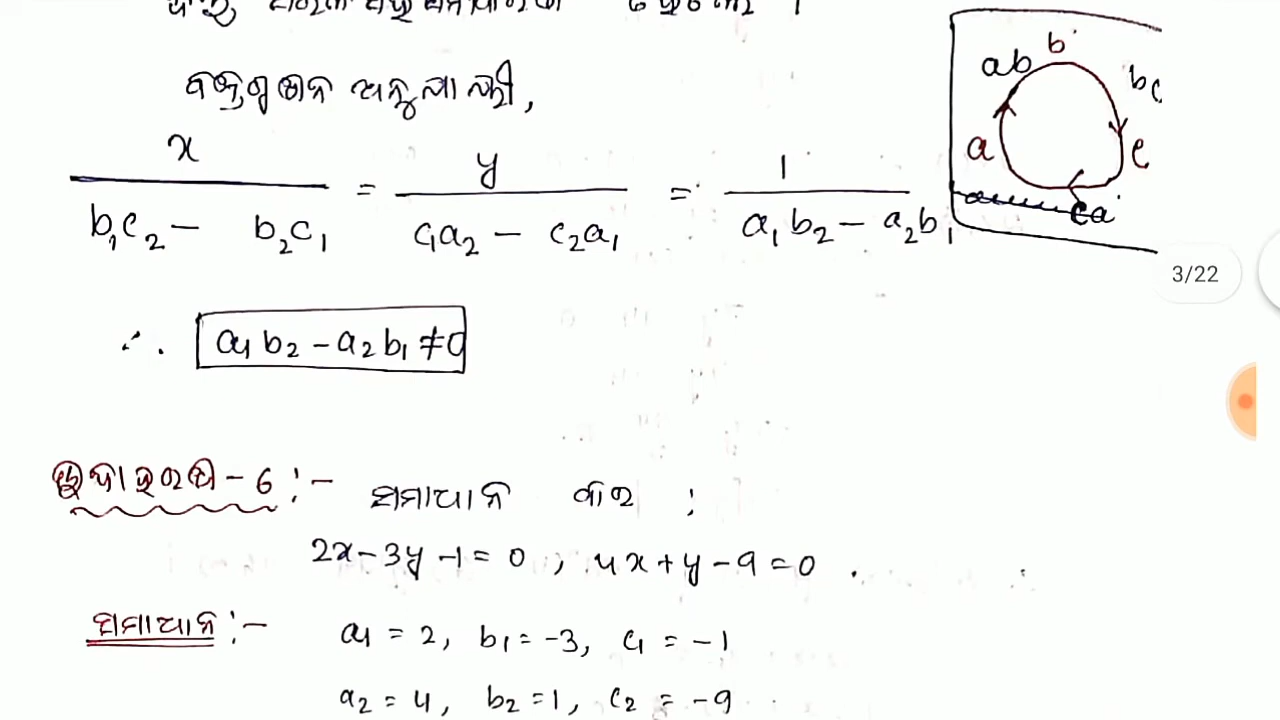 ବଜ୍ରଗୁଣନ ଅନୁଯାୟୀ,
ab b bc
a c
ca
x / (b₁c₂ − b₂c₁) = y / (c₁a₂ − c₂a₁) = 1 / (a₁b₂ − a₂b₁)
3/22
∴ a₁b₂ − a₂b₁ ≠ 0
ଉଦାହରଣ - 6 :- ସମାଧାନ କର :
2x − 3y − 1 = 0 , 4x + y − 9 = 0 .
ସମାଧାନ :- a₁ = 2, b₁ = −3, c₁ = −1
a₂ = 4, b₂ = 1, c₂ = −9